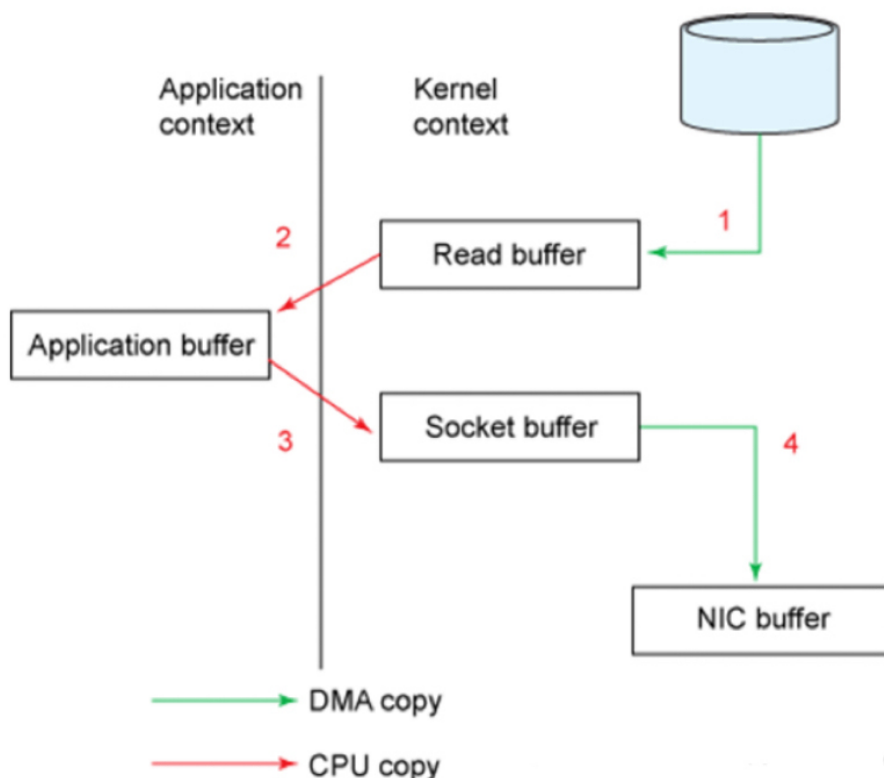 Application
context
Kernel
context
1
2
Read buffer
Application buffer
3
Socket buffer
4
NIC buffer
DMA copy
CPU copy